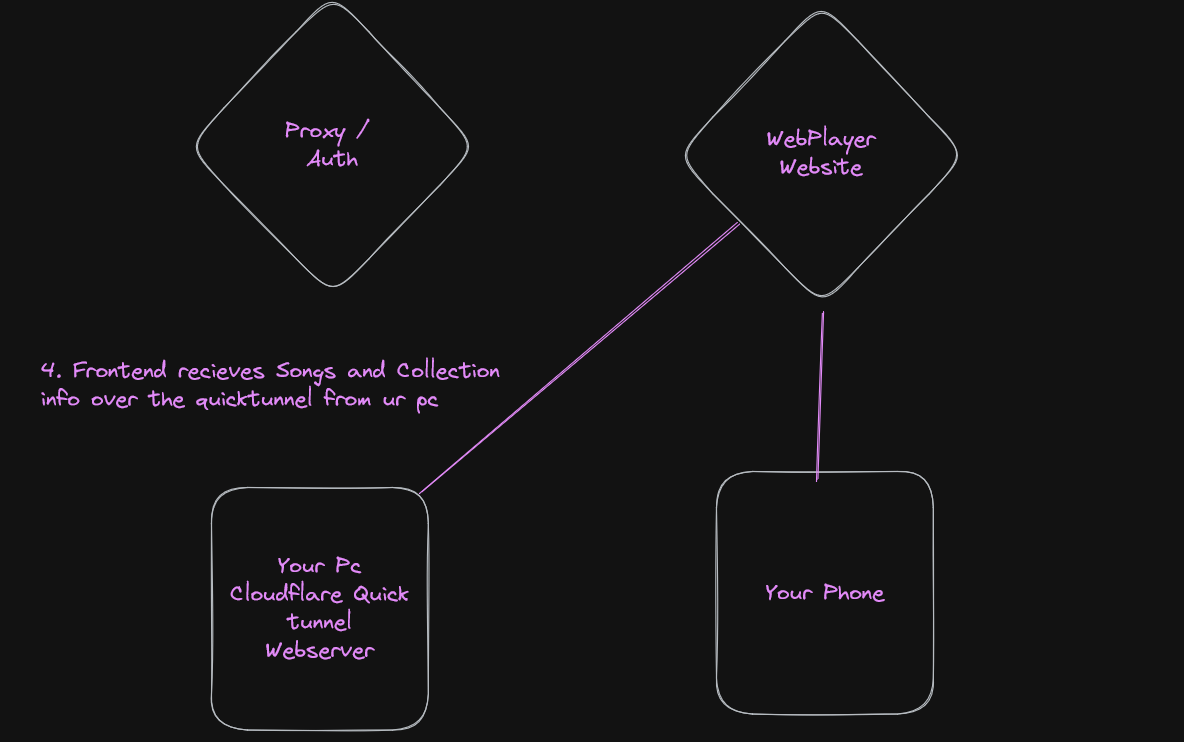 Proxy /
Auth
WebPlayer
Website
4. Frontend recieves Songs and Collection
info over the quicktunnel from ur pc
Your Pc
Cloudflare Quick
tunnel
Webserver
Your Phone